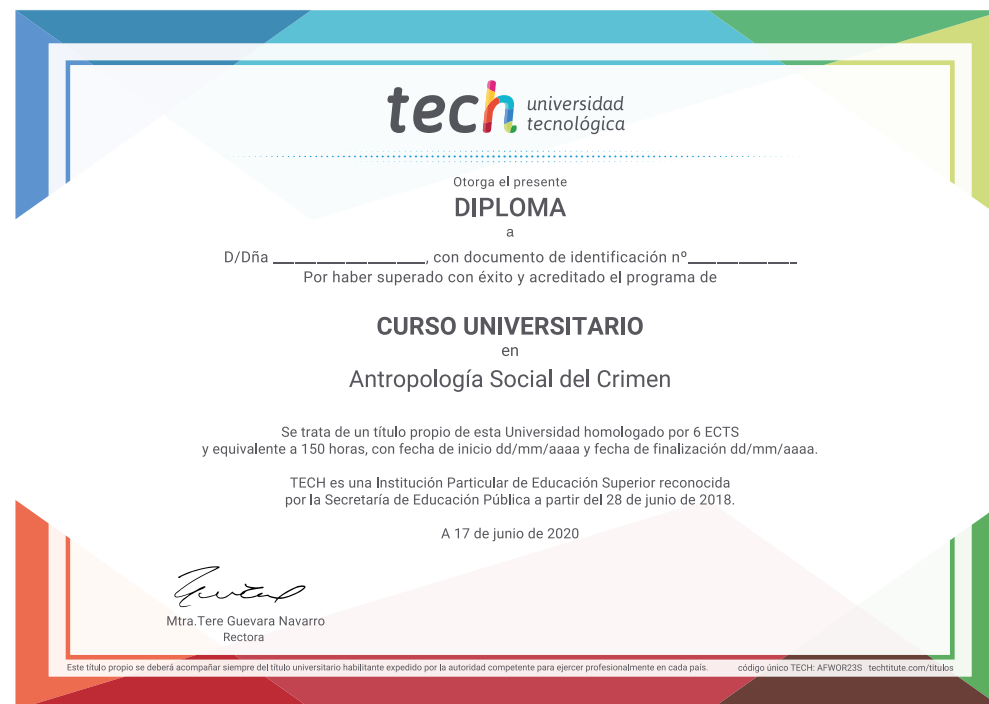 tech universidad
tecnológica
Otorga el presente
DIPLOMA
a
D/Dña ____________________, con documento de identificación nº______________
Por haber superado con éxito y acreditado el programa de
CURSO UNIVERSITARIO
en
Antropología Social del Crimen
Se trata de un título propio de esta Universidad homologado por 6 ECTS
y equivalente a 150 horas, con fecha de inicio dd/mm/aaaa y fecha de finalización dd/mm/aaaa.
TECH es una Institución Particular de Educación Superior reconocida
por la Secretaría de Educación Pública a partir del 28 de junio de 2018.
A 17 de junio de 2020
Mtra.Tere Guevara Navarro
Rectora
Este título propio se deberá acompañar siempre del título universitario habilitante expedido por la autoridad competente para ejercer profesionalmente en cada país. código único TECH: AFWOR23S techtitute.com/titulos